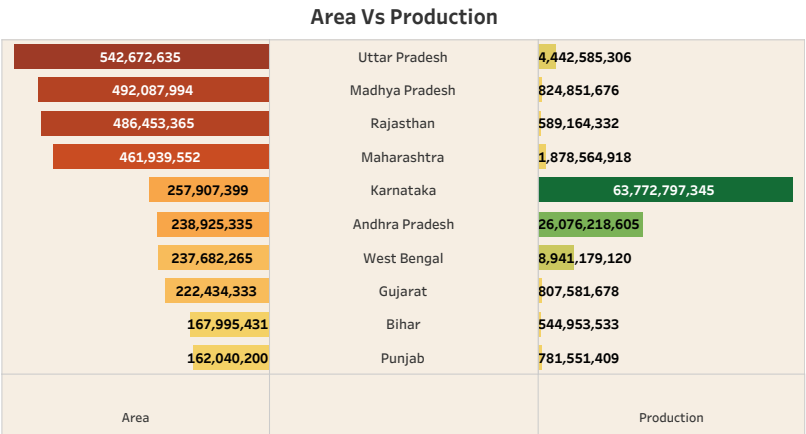 Area Vs Production
542,672,635 Uttar Pradesh 4,442,585,306
492,087,994 Madhya Pradesh 824,851,676
486,453,365 Rajasthan 589,164,332
461,939,552 Maharashtra 1,878,564,918
257,907,399 Karnataka 63,772,797,345
238,925,335 Andhra Pradesh 26,076,218,605
237,682,265 West Bengal 8,941,179,120
222,434,333 Gujarat 807,581,678
167,995,431 Bihar 544,953,533
162,040,200 Punjab 781,551,409
Area Production